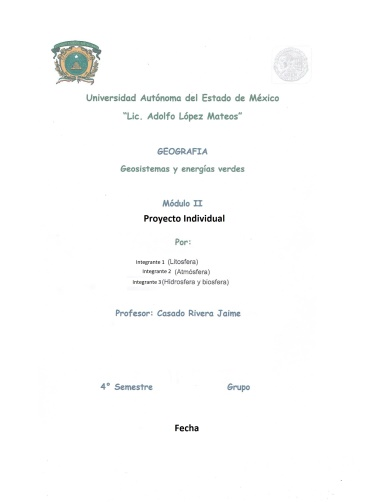 Universidad Autónoma del Estado de México
"Lic. Adolfo López Mateos"
GEOGRAFIA
Geosistemas y energías verdes
Módulo II
Proyecto Individual
Por:
Integrante 1 (Litosfera)
Integrante 2 (Atmósfera)
Integrante 3 (Hidrosfera y biosfera)
Profesor: Casado Rivera Jaime
4° Semestre Grupo
Fecha